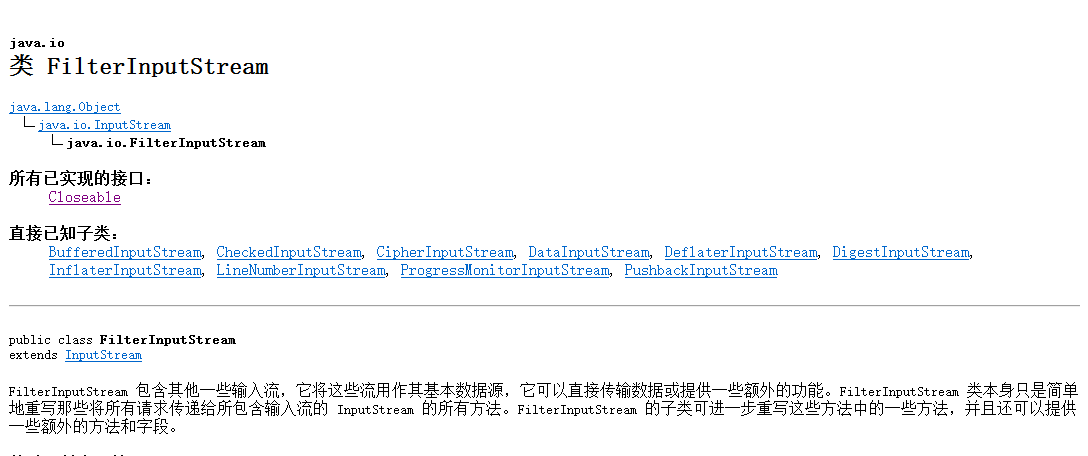 java.io
类 FilterInputStream
java.lang.Object
java.io.InputStream
java.io.FilterInputStream
所有已实现的接口：
Closeable
直接已知子类：
BufferedInputStream, CheckedInputStream, CipherInputStream, DataInputStream, DeflaterInputStream, DigestInputStream,
InflaterInputStream, LineNumberInputStream, ProgressMonitorInputStream, PushbackInputStream
public class FilterInputStream
extends InputStream
FilterInputStream 包含其他一些输入流，它将这些流用作其基本数据源，它可以直接传输数据或提供一些额外的功能。FilterInputStream 类本身只是简单
地重写那些将所有请求传递给所包含输入流的 InputStream 的所有方法。FilterInputStream 的子类可进一步重写这些方法中的一些方法，并且还可以提供
一些额外的方法和字段。